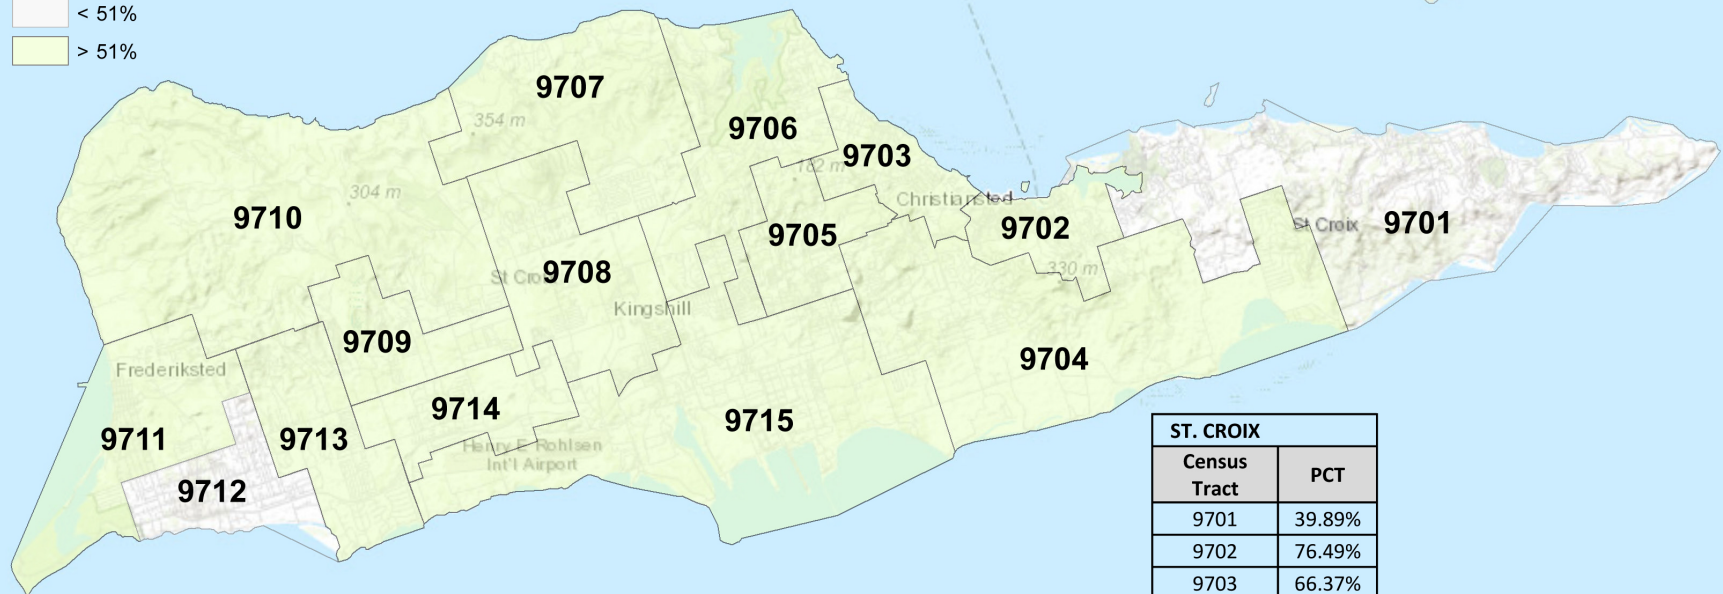 < 51%
> 51%
9707
354 m
9706
9703
182 m
304 m
Christiansted
9710
9702
St Croix
9701
9705
330 m
St Croix
9708
Kingshill
9709
9704
Frederiksted
9714
9715
9711
9713
Henry E Rohlsen
Int'l Airport
9712
ST. CROIX
Census
Tract
PCT
9701 39.89%
9702 76.49%
9703 66.37%